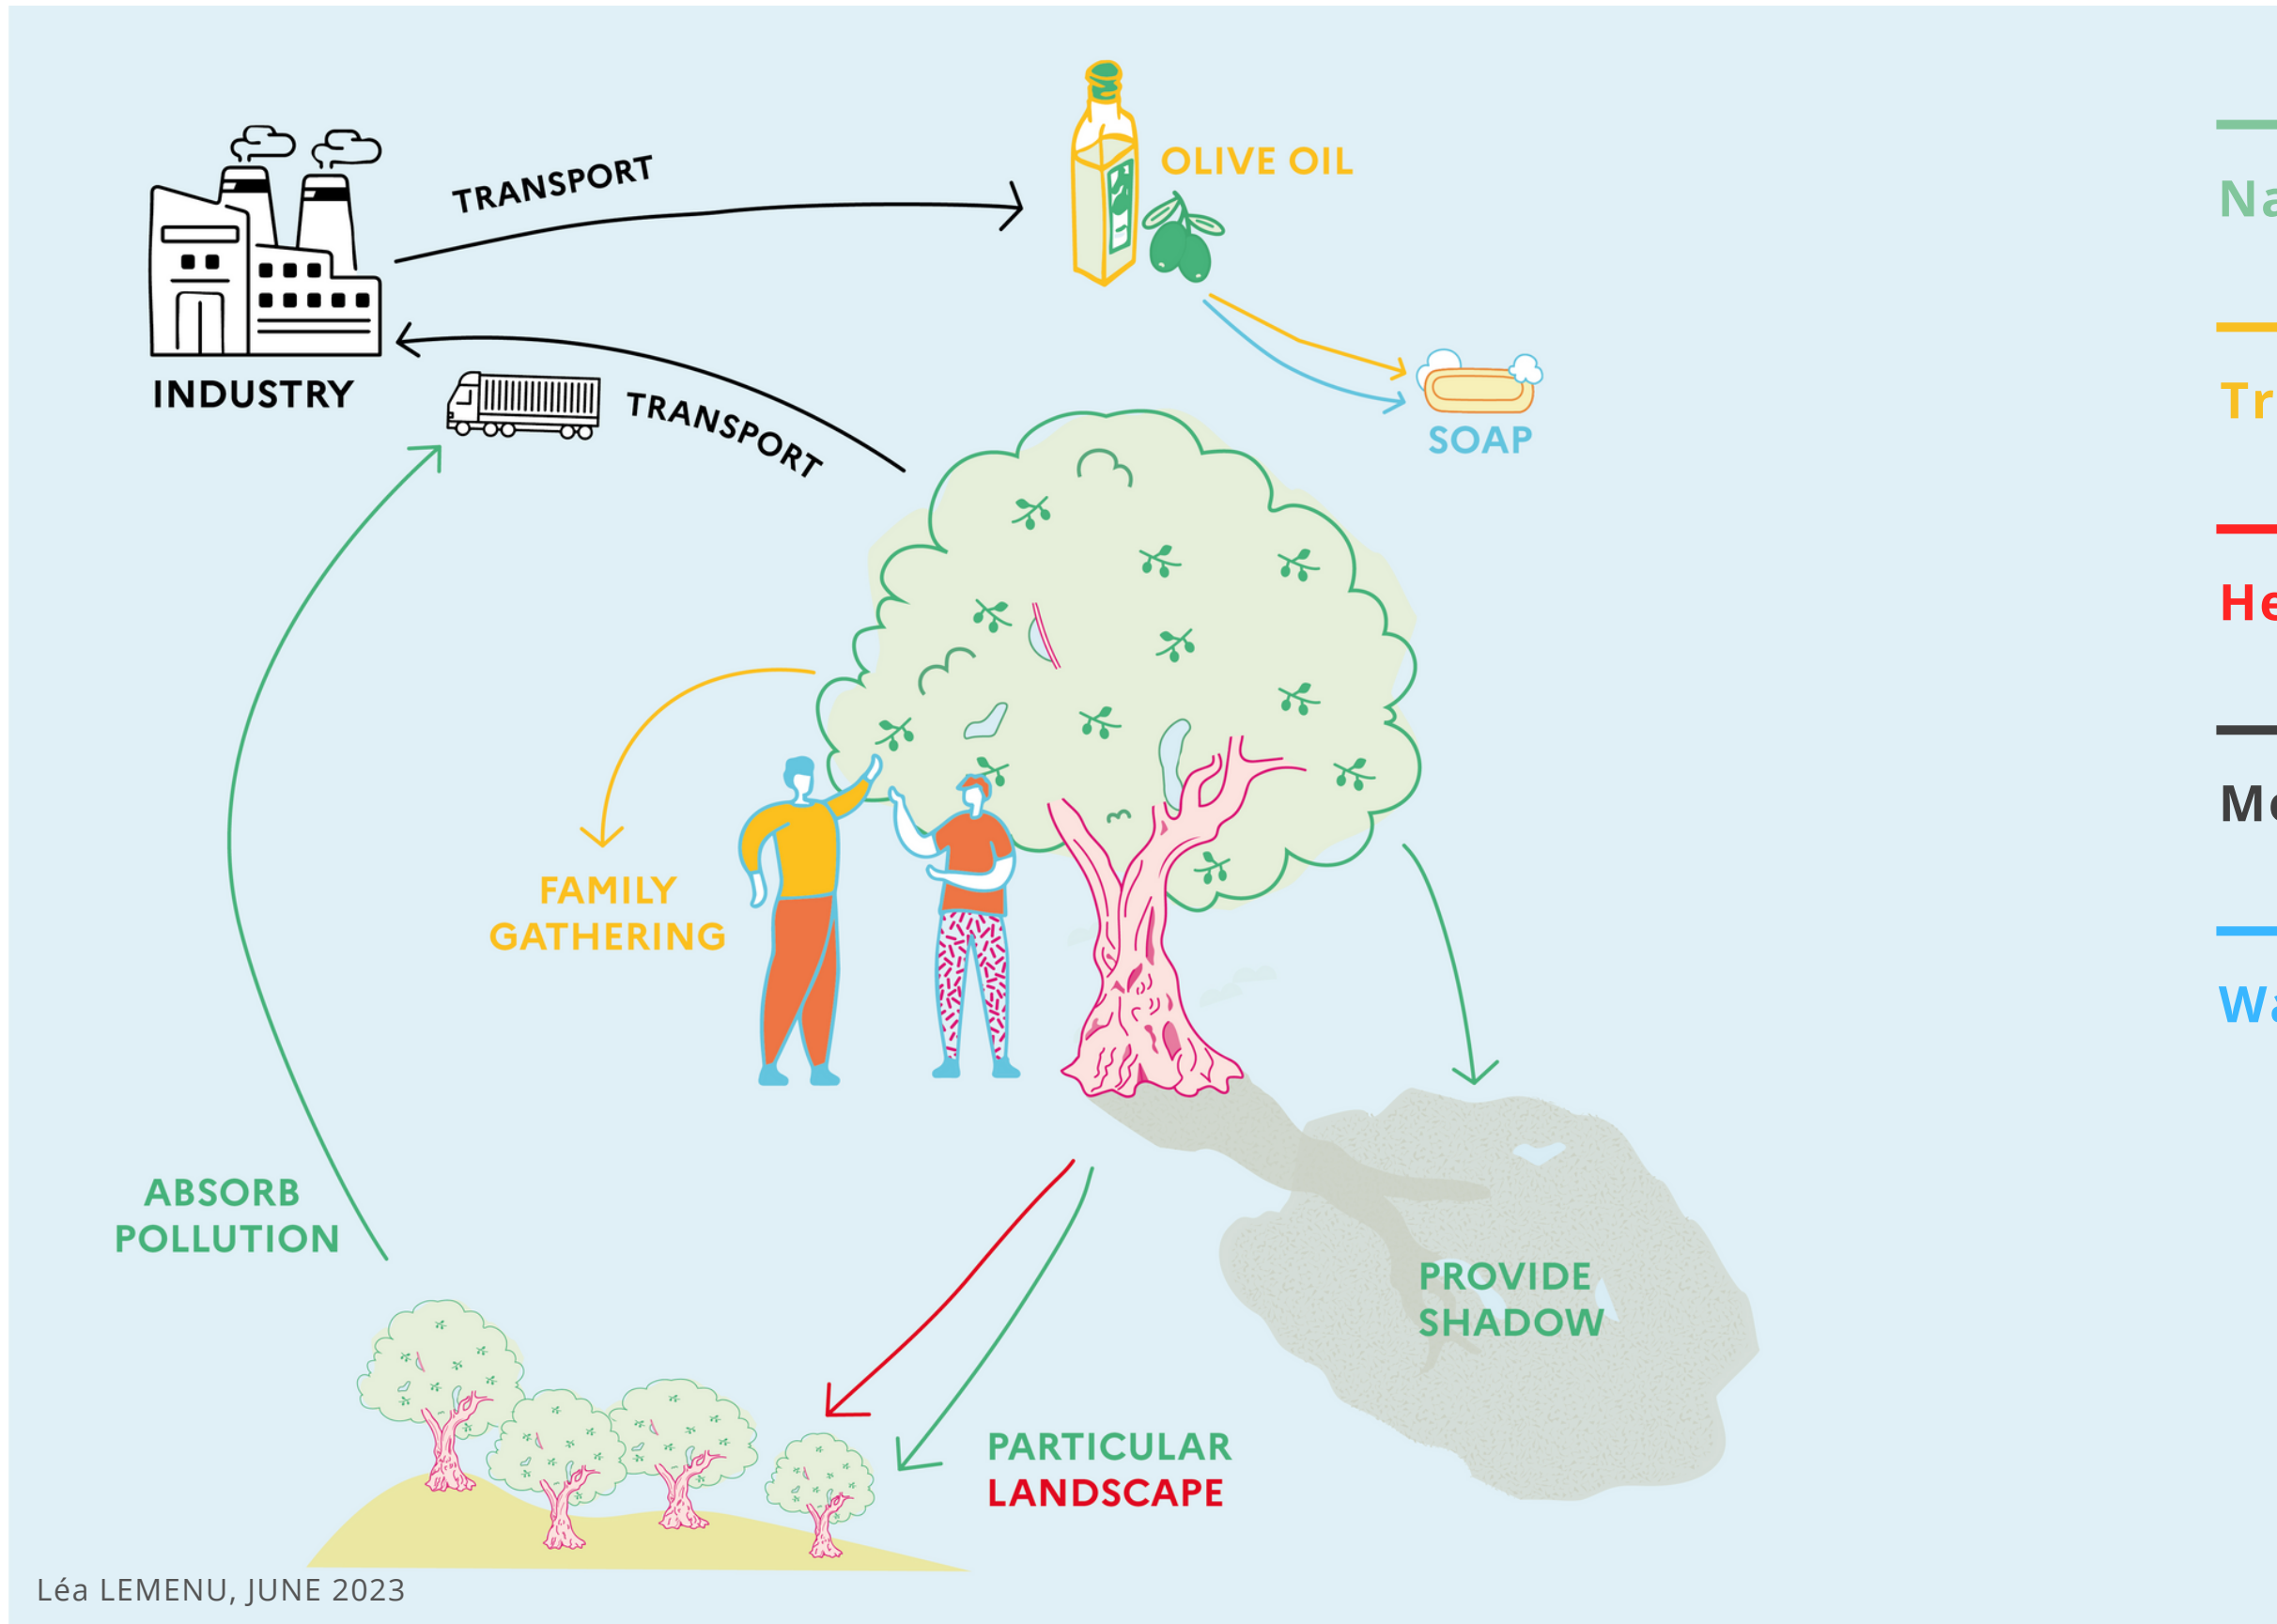 TRANSPORT
OLIVE OIL
INDUSTRY
TRANSPORT
SOAP
FAMILY
GATHERING
ABSORB
POLLUTION
PROVIDE
SHADOW
PARTICULAR
LANDSCAPE
Léa LEMENU, JUNE 2023